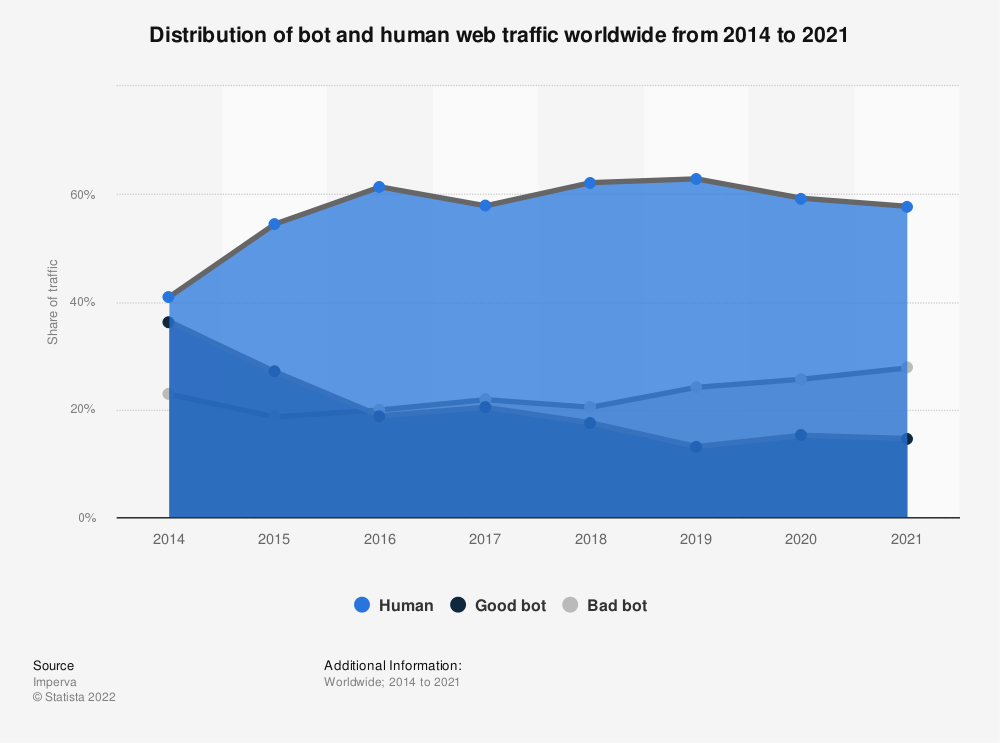 Distribution of bot and human web traffic worldwide from 2014 to 2021
Share of traffic
60%
40%
20%
0%
2014 2015 2016 2017 2018 2019 2020 2021
Human Good bot Bad bot
Source
Imperva
© Statista 2022
Additional Information:
Worldwide; 2014 to 2021